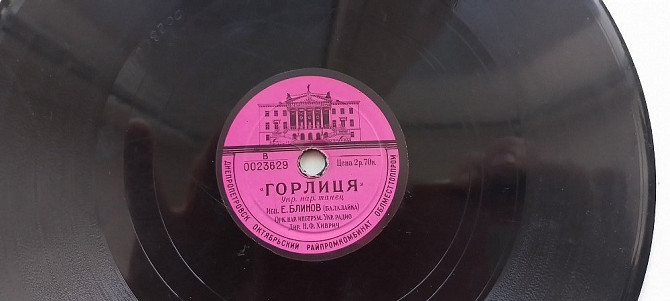 В
0023629 Цена 2р.70к.
"ГОРЛИЦЯ"
Укр. нар. танец
Исп. Е. БЛИНОВ (БАЛАЛАЙКА)
Орк. нар. инструм. Укр. радио
Дир. П. Ф. Хиврич
ДНЕПРОПЕТРОВСК ОКТЯБРЬСКИЙ РАЙПРОМКОМБИНАТ ОБЛМЕСТТОППРОМ